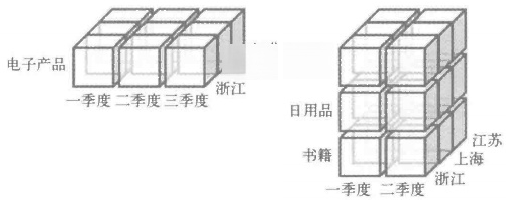 电子产品
一季度 二季度 三季度
浙江
日用品
书籍
江苏
上海
浙江
一季度 二季度